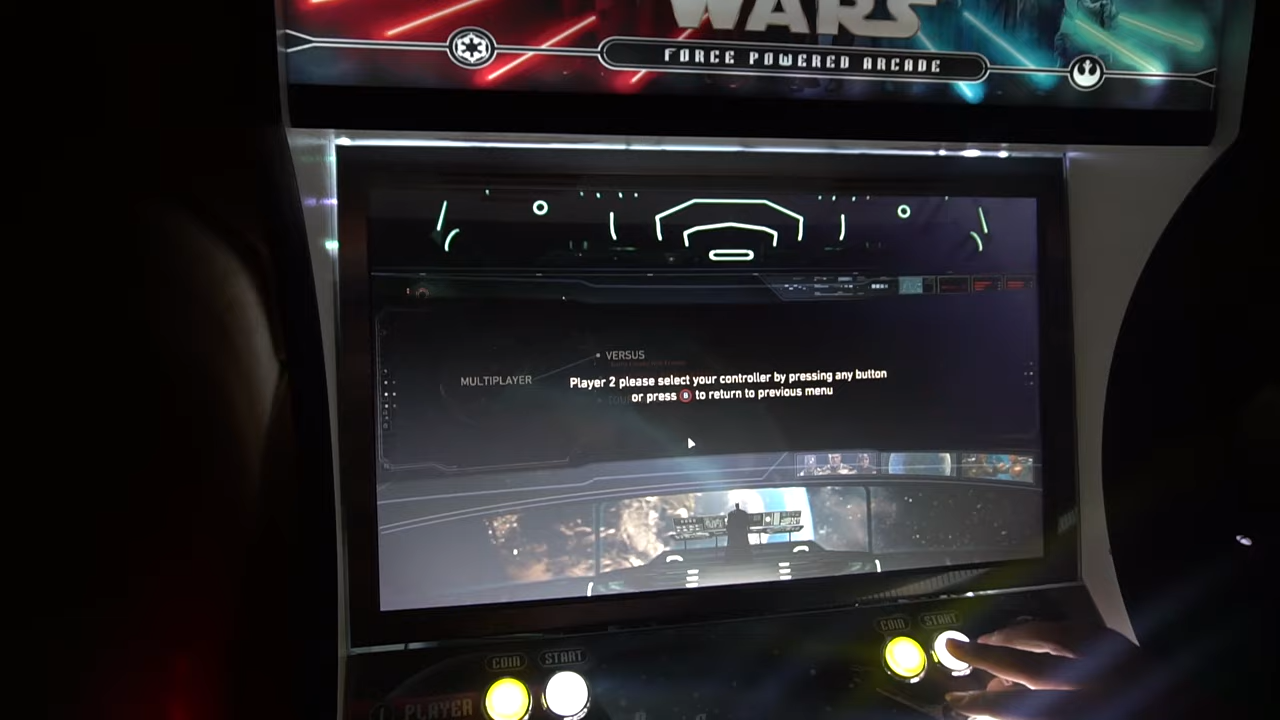 WARS
FORCE POWERED ARCADE
VERSUS
MULTIPLAYER
Player 2 please select your controller by pressing any button
or press B to return to previous menu
COIN START
COIN START
PLAYER